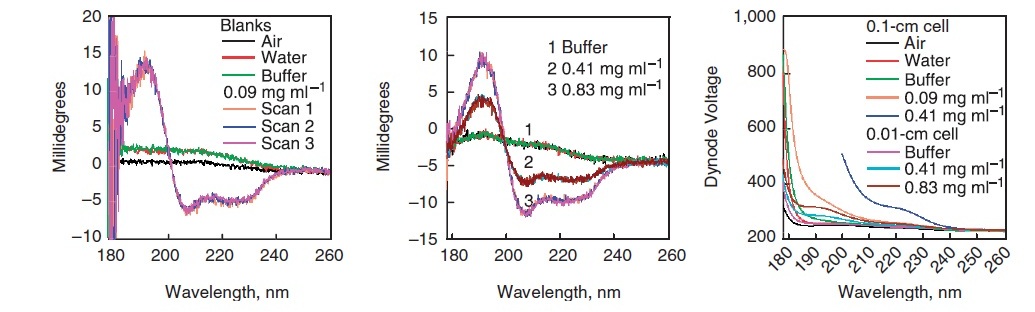 20
15
10
5
0
−5
−10
180
200
220
240
260
Millidegrees
Wavelength, nm
Blanks
Air
Water
Buffer
0.09 mg ml−1
Scan 1
Scan 2
Scan 3
15
10
5
0
−5
−10
−15
180
200
220
240
260
Millidegrees
Wavelength, nm
1 Buffer
2 0.41 mg ml−1
3 0.83 mg ml−1
1
2
3
1,000
800
600
400
200
180
190
200
210
220
230
240
250
260
Dynode Voltage
Wavelength, nm
0.1-cm cell
Air
Water
Buffer
0.09 mg ml−1
0.41 mg ml−1
0.01-cm cell
Buffer
0.41 mg ml−1
0.83 mg ml−1